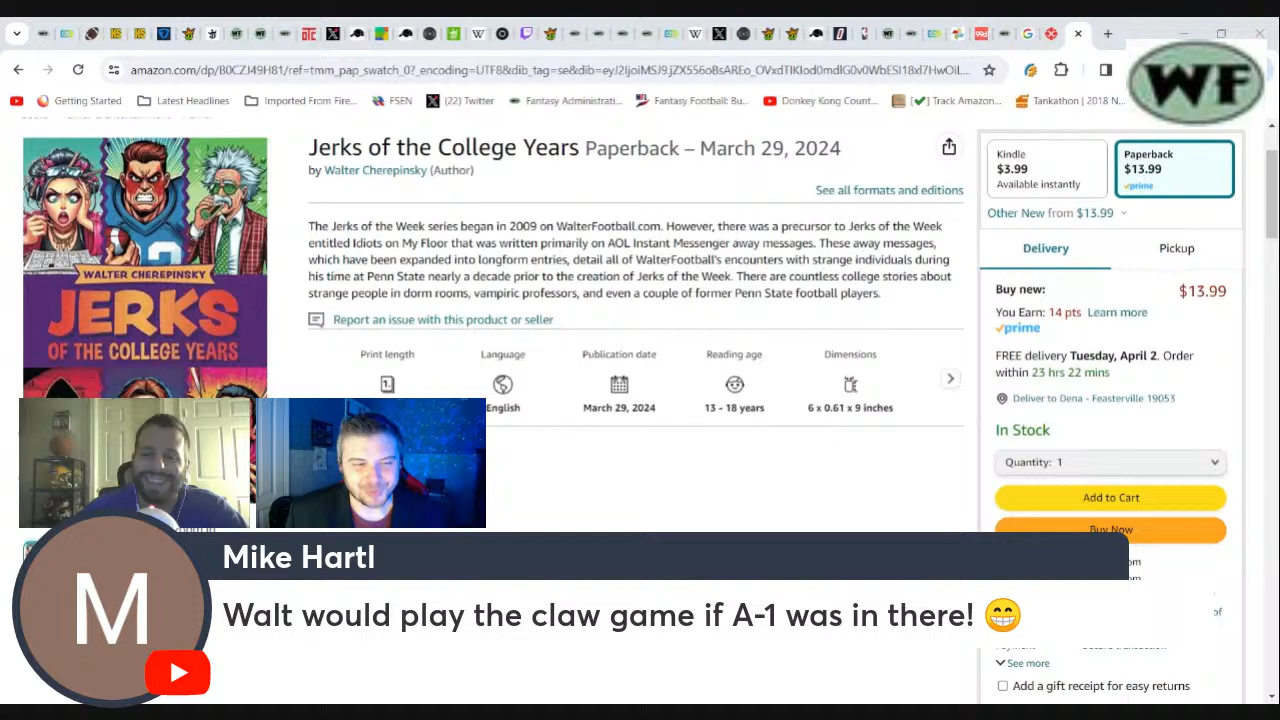 amazon.com/dp/B0CZJ49H81/ref=tmm_pap_swatch_0?_encoding=UTF8&dib_tag=se&dib=
WF
Getting Started
Latest Headlines
Imported From Fire...
FSEN
(22) Twitter
Fantasy Administrati...
Fantasy Football: Bu...
Donkey Kong Count...
Track Amazon...
Tankathon | 2018 N...
Jerks of the College Years Paperback – March 29, 2024
by Walter Cherepinsky (Author)
See all formats and editions
The Jerks of the Week series began in 2009 on WalterFootball.com. However, there was a precursor to Jerks of the Week
entitled Idiots on My Floor that was written primarily on AOL Instant Messenger away messages. These away messages,
which have been expanded into longform entries, detail all of WalterFootball's encounters with strange individuals during
his time at Penn State nearly a decade prior to the creation of Jerks of the Week. There are countless college stories about
strange people in dorm rooms, vampiric professors, and even a couple of former Penn State football players.
Report an issue with this product or seller
Print length
Language
English
Publication date
March 29, 2024
Reading age
13 - 18 years
Dimensions
6 x 0.61 x 9 inches
WALTER CHEREPINSKY
JERKS
OF THE COLLEGE YEARS
Kindle
$3.99
Available instantly
Paperback
$13.99
prime
Other New from $13.99
Delivery
Pickup
Buy new:
$13.99
You Earn: 14 pts Learn more
prime
FREE delivery Tuesday, April 2. Order
within 23 hrs 22 mins
Deliver to Dena - Feasterville 19053
In Stock
Quantity: 1
Add to Cart
Buy Now
om
om
of
See more
Add a gift receipt for easy returns
M
Mike Hartl
Walt would play the claw game if A-1 was in there! 😁